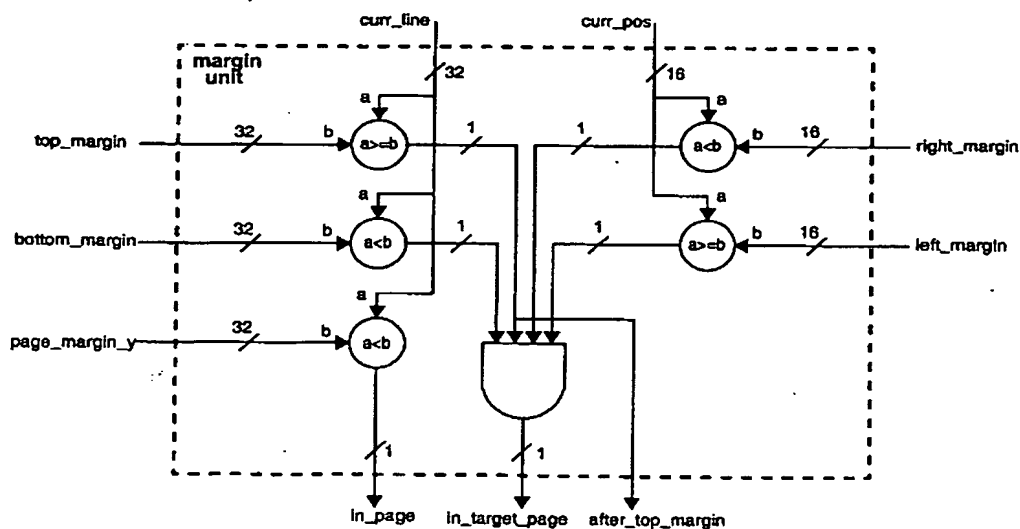 curr_line curr_pos
margin
unit
32 16
a a
top_margin 32 b a>=b 1 1 a<b b 16 right_margin
a a
bottom_margin 32 b a<b 1 1 a>=b b 16 left_margin
a
page_margin_y 32 b a<b
1 1
in_page in_target_page after_top_margin